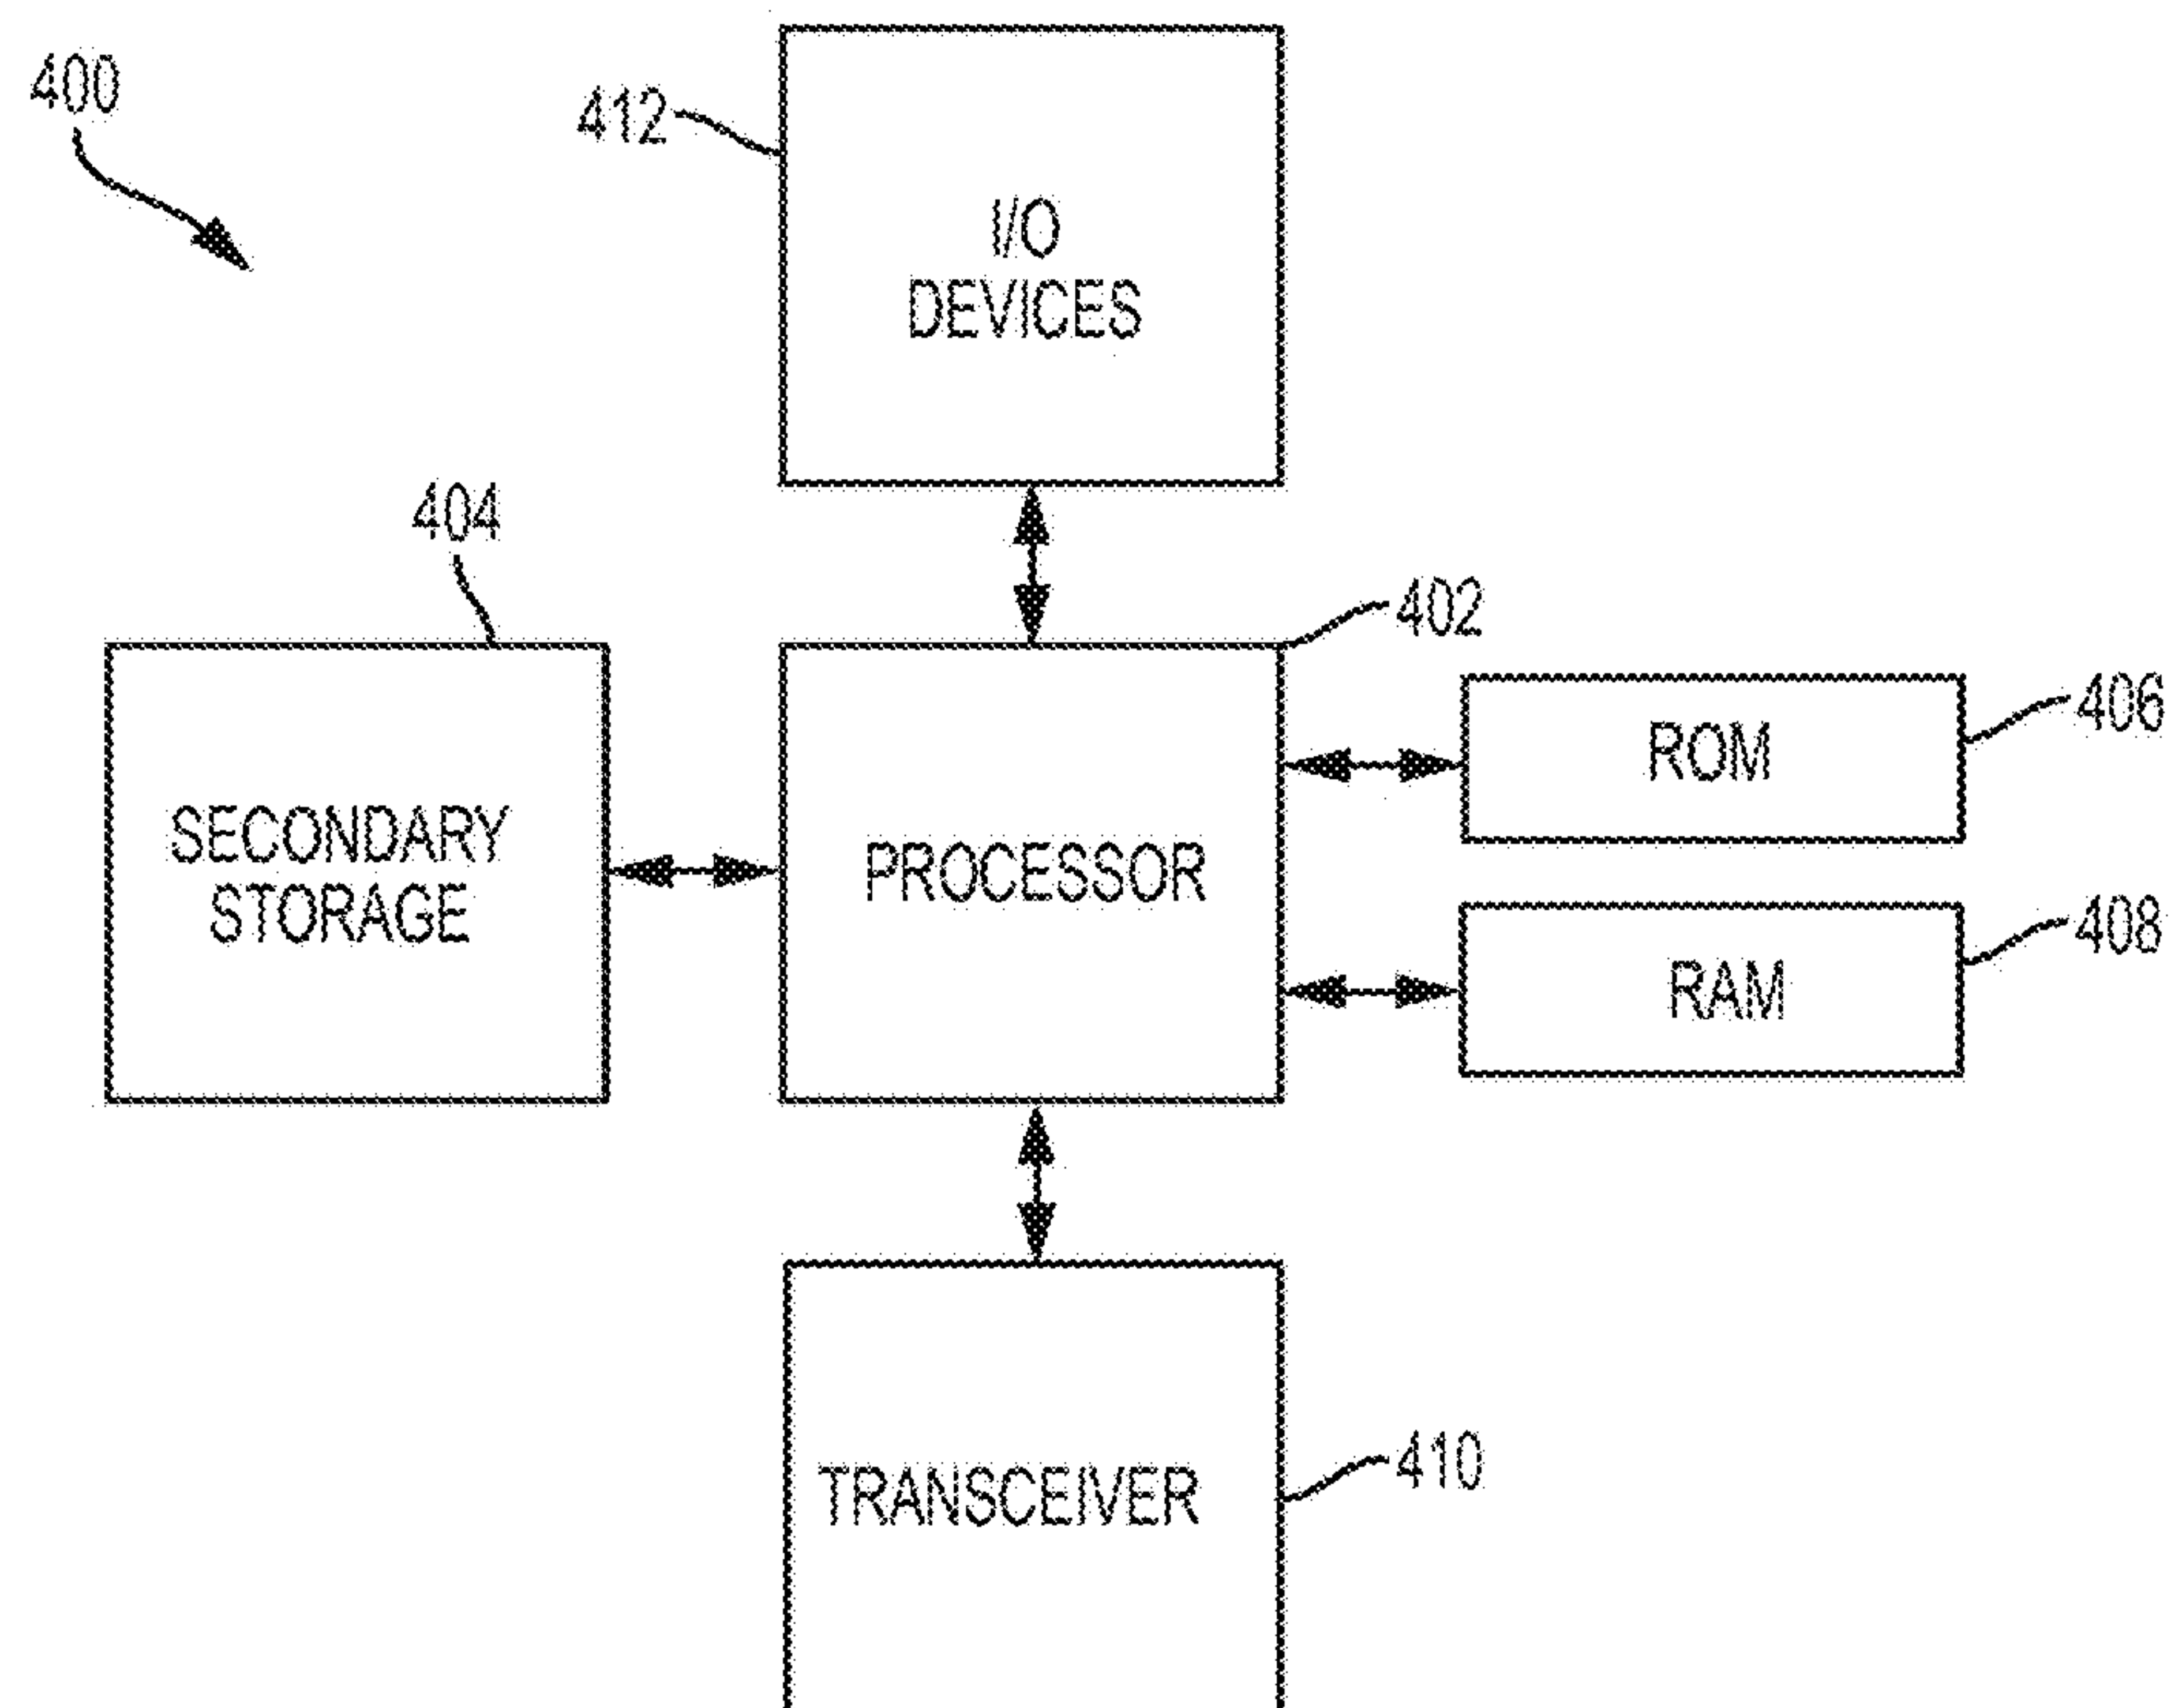 400
412
I/O
DEVICES
404
402
406
ROM
SECONDARY
STORAGE
PROCESSOR
408
RAM
TRANSCEIVER
410